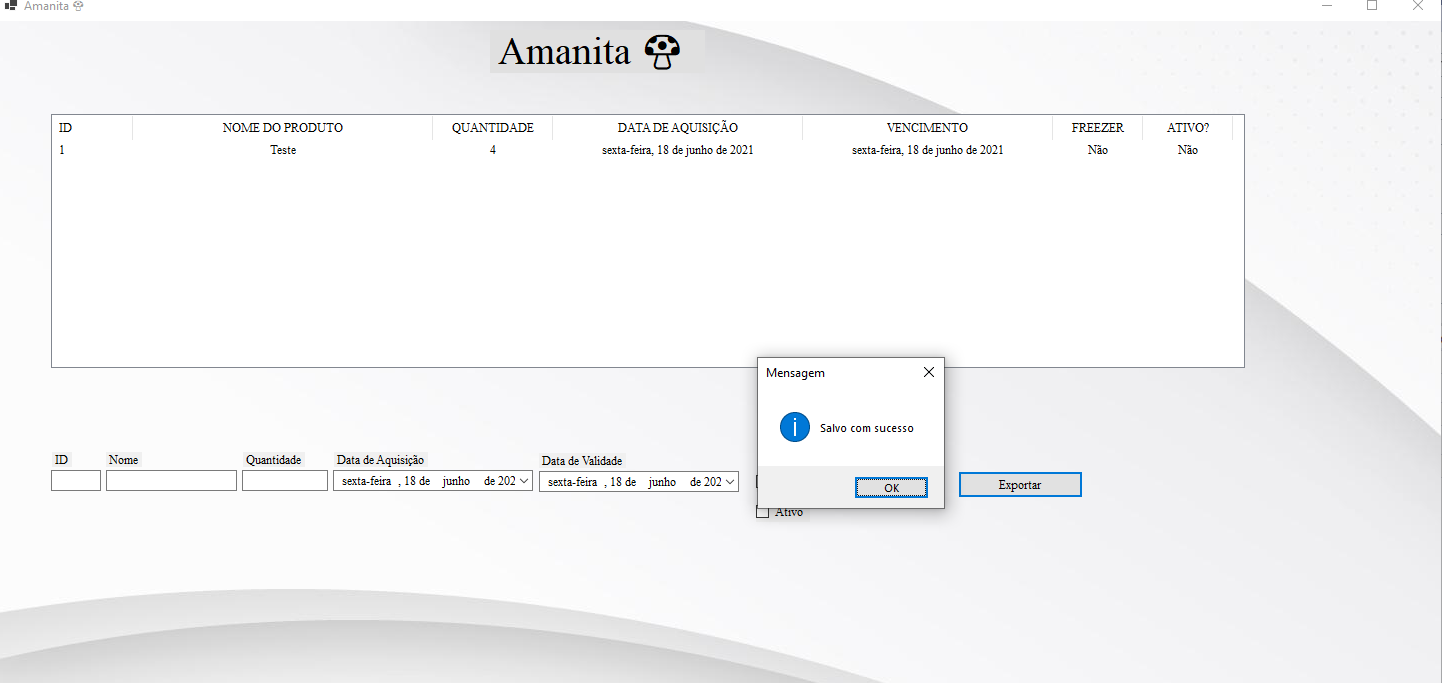 Amanita
Amanita
ID NOME DO PRODUTO QUANTIDADE DATA DE AQUISIÇÃO VENCIMENTO FREEZER ATIVO?
1 Teste 4 sexta-feira, 18 de junho de 2021 sexta-feira, 18 de junho de 2021 Não Não
Mensagem
Salvo com sucesso
OK
ID Nome Quantidade Data de Aquisição Data de Validade
sexta-feira , 18 de junho de 202 sexta-feira , 18 de junho de 202 Exportar
Ativo